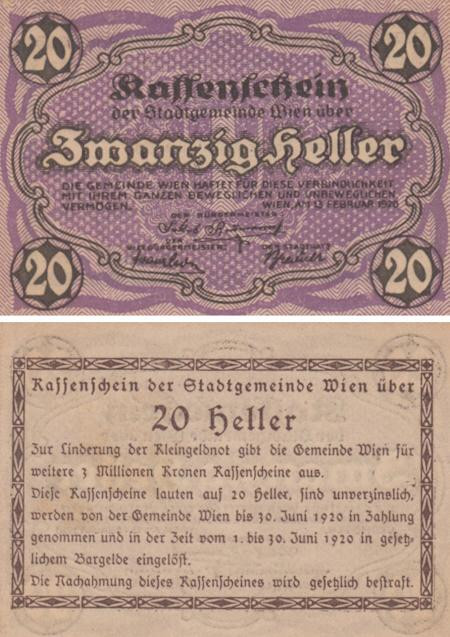 20 20
Kassenschein
der Stadtgemeinde Wien über
Zwanzig Heller
DIE GEMEINDE WIEN HAFTET FÜR DIESE VERBINDLICHKEIT
MIT IHREM GANZEN BEWEGLICHEN UND UNBEWEGLICHEN
VERMÖGEN. WIEN, AM 13 FEBRUAR 1920
DER BÜRGERMEISTER
DER
VIZEBÜRGERMEISTER: DER STADTRAT:
20 20
Kassenschein der Stadtgemeinde Wien über
20 Heller
Zur Linderung der Kleingeldnot gibt die Gemeinde Wien für
weitere 3 Millionen Kronen Kassenscheine aus.
Diese Kassenscheine lauten auf 20 Heller, sind unverzinslich,
werden von der Gemeinde Wien bis 30. Juni 1920 in Zahlung
genommen und in der Zeit vom 1. bis 30. Juni 1920 in gesetz-
lichem Bargelde eingelöst.
Die Nachahmung dieses Kassenscheines wird gesetzlich bestraft.